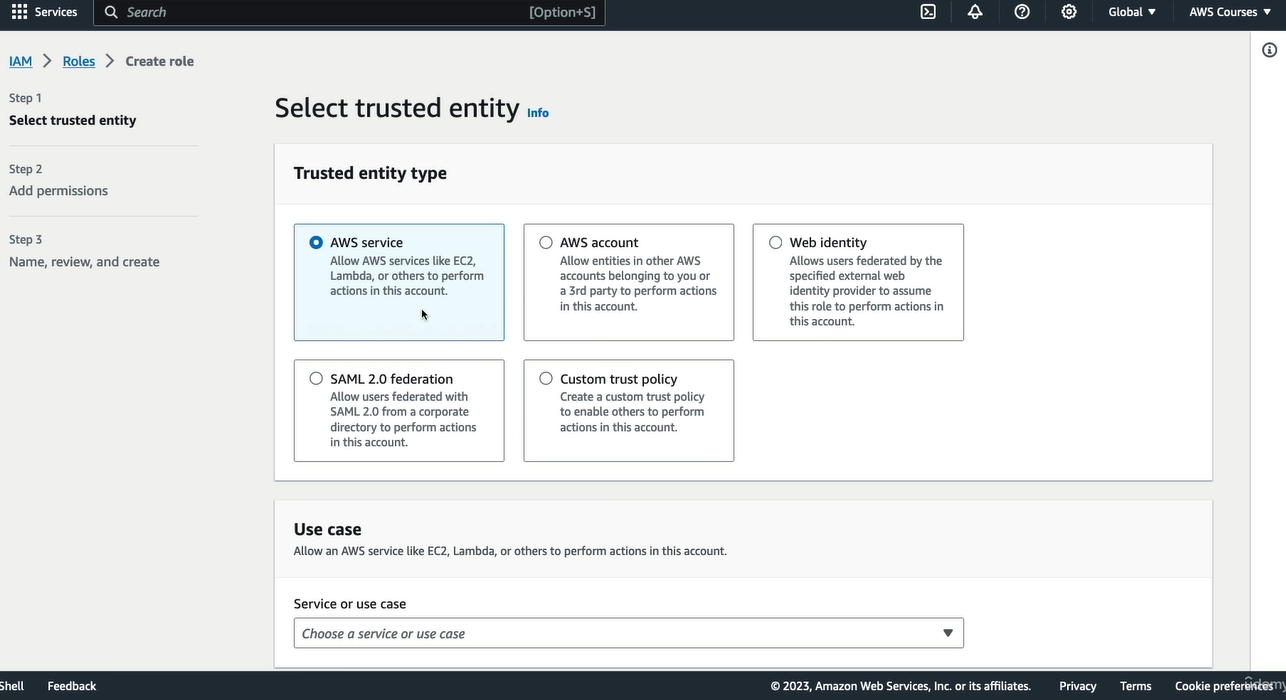 Services
Search
[Option+S]
Global
AWS Courses
IAM
Roles
Create role
Step 1
Select trusted entity
Step 2
Add permissions
Step 3
Name, review, and create
Select trusted entity Info
Trusted entity type
AWS service
Allow AWS services like EC2,
Lambda, or others to perform
actions in this account.
AWS account
Allow entities in other AWS
accounts belonging to you or
a 3rd party to perform actions
in this account.
Web identity
Allows users federated by the
specified external web
identity provider to assume
this role to perform actions in
this account.
SAML 2.0 federation
Allow users federated with
SAML 2.0 from a corporate
directory to perform actions
in this account.
Custom trust policy
Create a custom trust policy
to enable others to perform
actions in this account.
Use case
Allow an AWS service like EC2, Lambda, or others to perform actions in this account.
Service or use case
Choose a service or use case
Shell
Feedback
© 2023, Amazon Web Services, Inc. or its affiliates.
Privacy
Terms
Cookie preferences